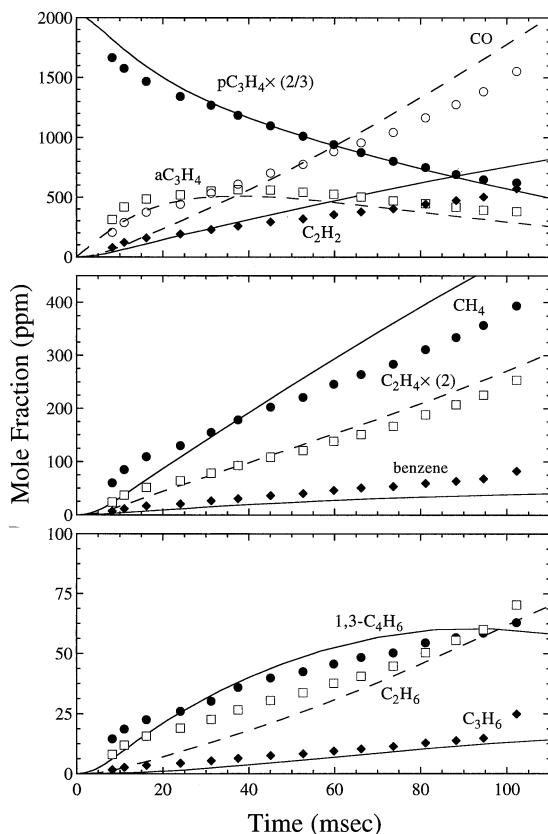 2000
CO
pC3H4× (2/3)
1500
1000
aC3H4
500
C2H2
0
CH4
400
300
C2H4× (2)
200
benzene
100
0
100
75
1,3-C4H6
50
C2H6
25
C3H6
0
0 20 40 60 80 100
Mole Fraction (ppm)
Time (msec)